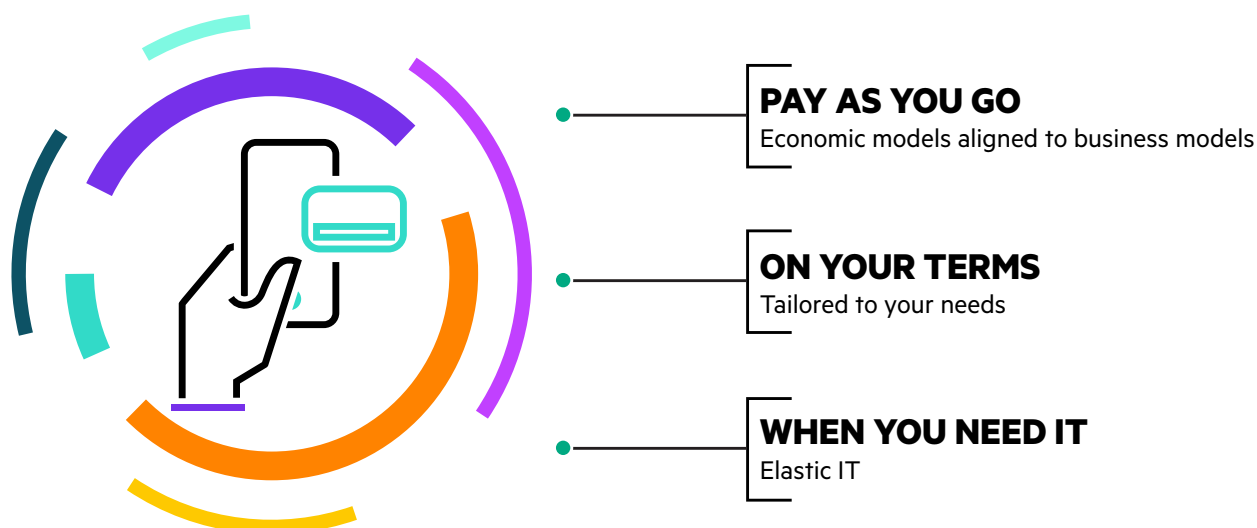 PAY AS YOU GO
Economic models aligned to business models
ON YOUR TERMS
Tailored to your needs
WHEN YOU NEED IT
Elastic IT